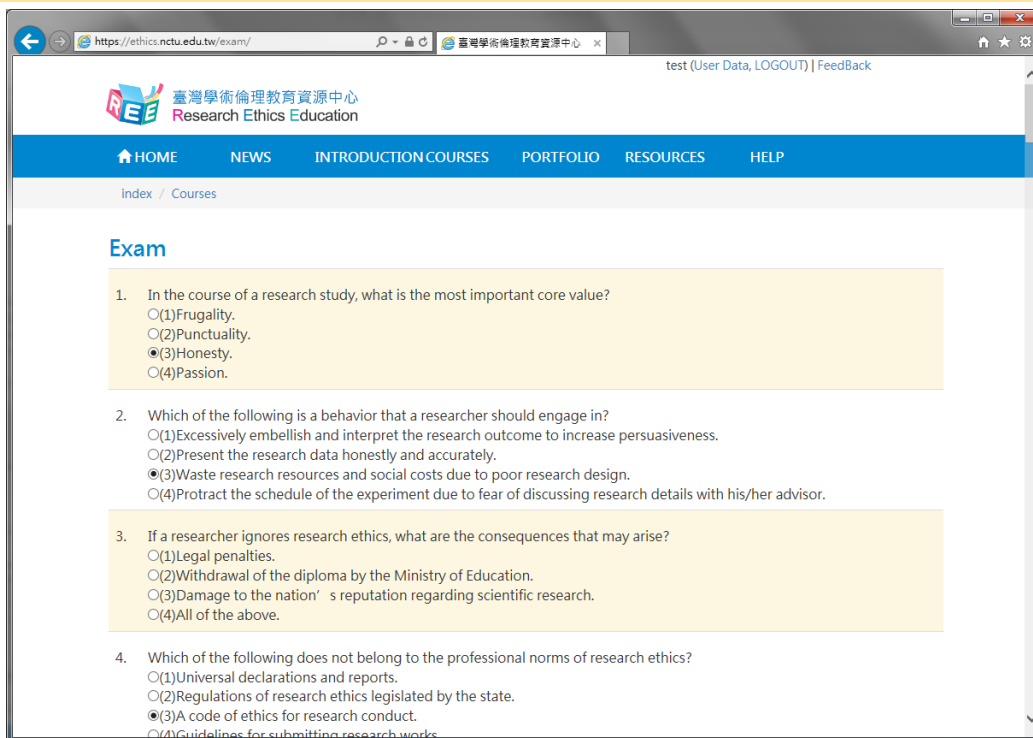 https://ethics.nctu.edu.tw/exam/
臺灣學術倫理教育資源中心
test (User Data, LOGOUT) | FeedBack
REE
臺灣學術倫理教育資源中心
Research Ethics Education
HOME NEWS INTRODUCTION COURSES PORTFOLIO RESOURCES HELP
index / Courses
Exam
1. In the course of a research study, what is the most important core value?
(1)Frugality.
(2)Punctuality.
(3)Honesty.
(4)Passion.
2. Which of the following is a behavior that a researcher should engage in?
(1)Excessively embellish and interpret the research outcome to increase persuasiveness.
(2)Present the research data honestly and accurately.
(3)Waste research resources and social costs due to poor research design.
(4)Protract the schedule of the experiment due to fear of discussing research details with his/her advisor.
3. If a researcher ignores research ethics, what are the consequences that may arise?
(1)Legal penalties.
(2)Withdrawal of the diploma by the Ministry of Education.
(3)Damage to the nation’ s reputation regarding scientific research.
(4)All of the above.
4. Which of the following does not belong to the professional norms of research ethics?
(1)Universal declarations and reports.
(2)Regulations of research ethics legislated by the state.
(3)A code of ethics for research conduct.
(4)Guidelines for submitting research works.